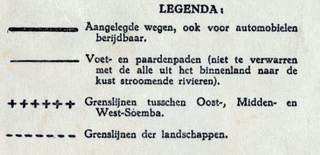 LEGENDA:
Aangelegde wegen, ook voor automobielen
berijdbaar.
Voet- en paardenpaden (niet te verwarren
met de alle uit het binnenland naar de
kust stroomende rivieren).
Grenslijnen tusschen Oost-, Midden- en
West-Soemba.
Grenslijnen der landschappen.